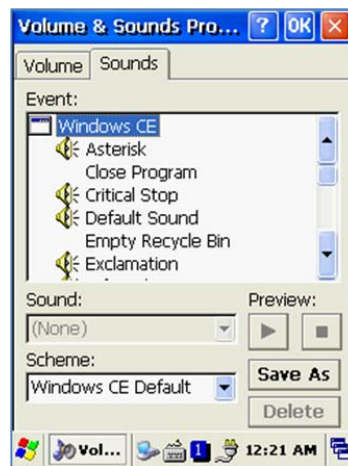 Volume & Sounds Pro... ? OK ×
Volume Sounds
Event:
Windows CE
Asterisk
Close Program
Critical Stop
Default Sound
Empty Recycle Bin
Exclamation
Sound: Preview:
(None)
Scheme:
Windows CE Default
Save As
Delete
Vol... 1 12:21 AM